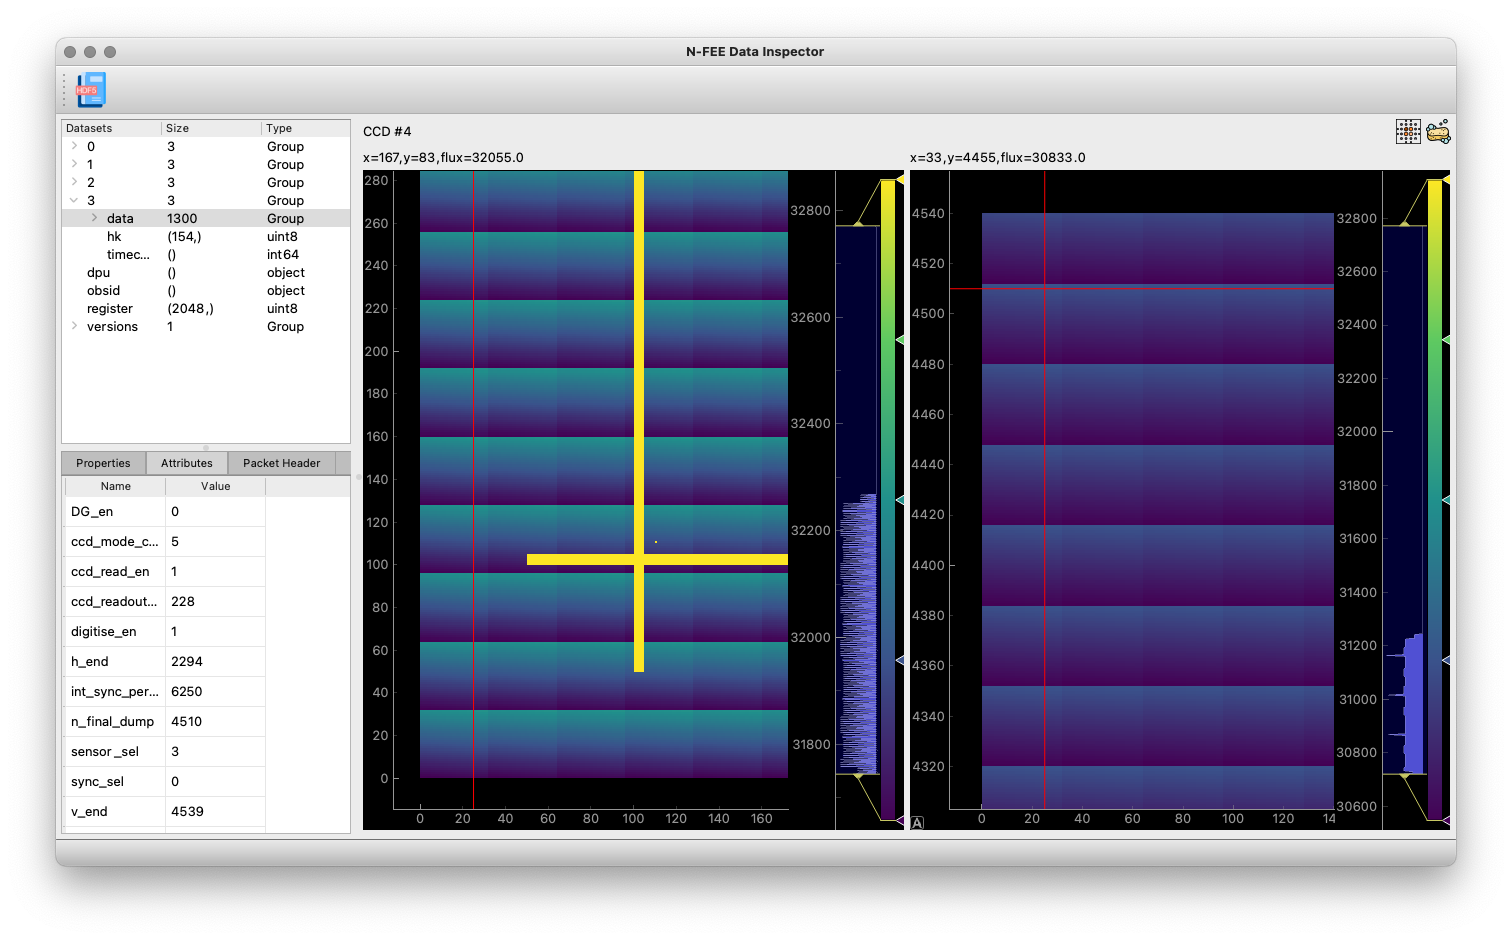 N-FEE Data Inspector
HDF5
Datasets Size Type
0 3 Group
1 3 Group
2 3 Group
3 3 Group
data 1300 Group
hk (154,) uint8
timec... () int64
dpu () object
obsid () object
register (2048,) uint8
versions 1 Group
Properties Attributes Packet Header
Name Value
DG_en 0
ccd_mode_c... 5
ccd_read_en 1
ccd_readout... 228
digitise_en 1
h_end 2294
int_sync_per... 6250
n_final_dump 4510
sensor_sel 3
sync_sel 0
v_end 4539
CCD #4
x=167,y=83,flux=32055.0
280
260
240
220
200
180
160
140
120
100
80
60
40
20
0
0 20 40 60 80 100 120 140 160
32800
32600
32400
32200
32000
31800
x=33,y=4455,flux=30833.0
4540
4520
4500
4480
4460
4440
4420
4400
4380
4360
4340
4320
A
0 20 40 60 80 100 120 14
32800
32600
32400
32200
32000
31800
31600
31400
31200
31000
30800
30600